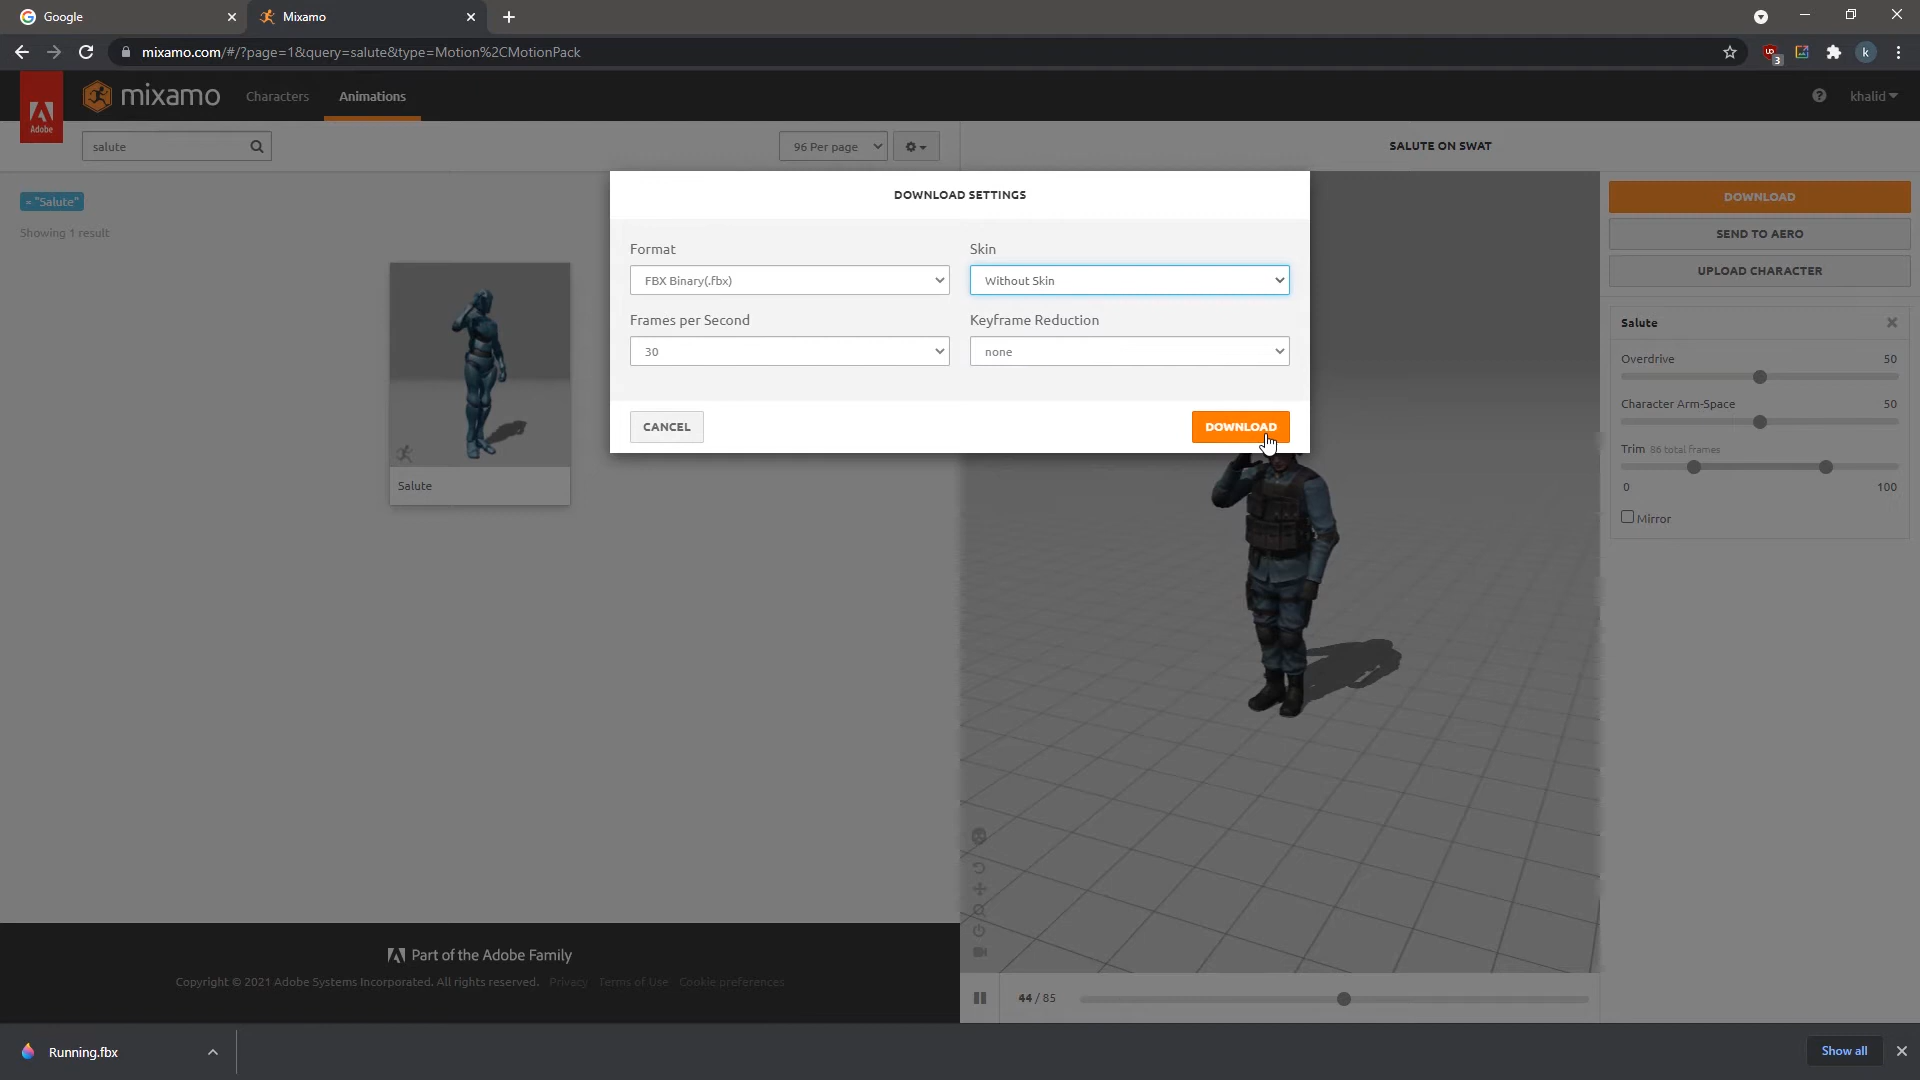 Google
Mixamo
mixamo.com/#/?page=1&query=salute&type=Motion%2CMotionPack
3
k
Adobe
mixamo
Characters
Animations
khalid
salute
96 Per page
SALUTE ON SWAT
× "Salute"
Showing 1 result
Salute
DOWNLOAD SETTINGS
Format
Skin
FBX Binary(.fbx)
Without Skin
Frames per Second
Keyframe Reduction
30
none
CANCEL
DOWNLOAD
DOWNLOAD
SEND TO AERO
UPLOAD CHARACTER
Salute
Overdrive 50
Character Arm-Space 50
Trim 86 total frames
0 100
Mirror
Part of the Adobe Family
Copyright © 2021 Adobe Systems Incorporated. All rights reserved. Privacy Terms of Use Cookie preferences
44 / 85
Running.fbx
Show all